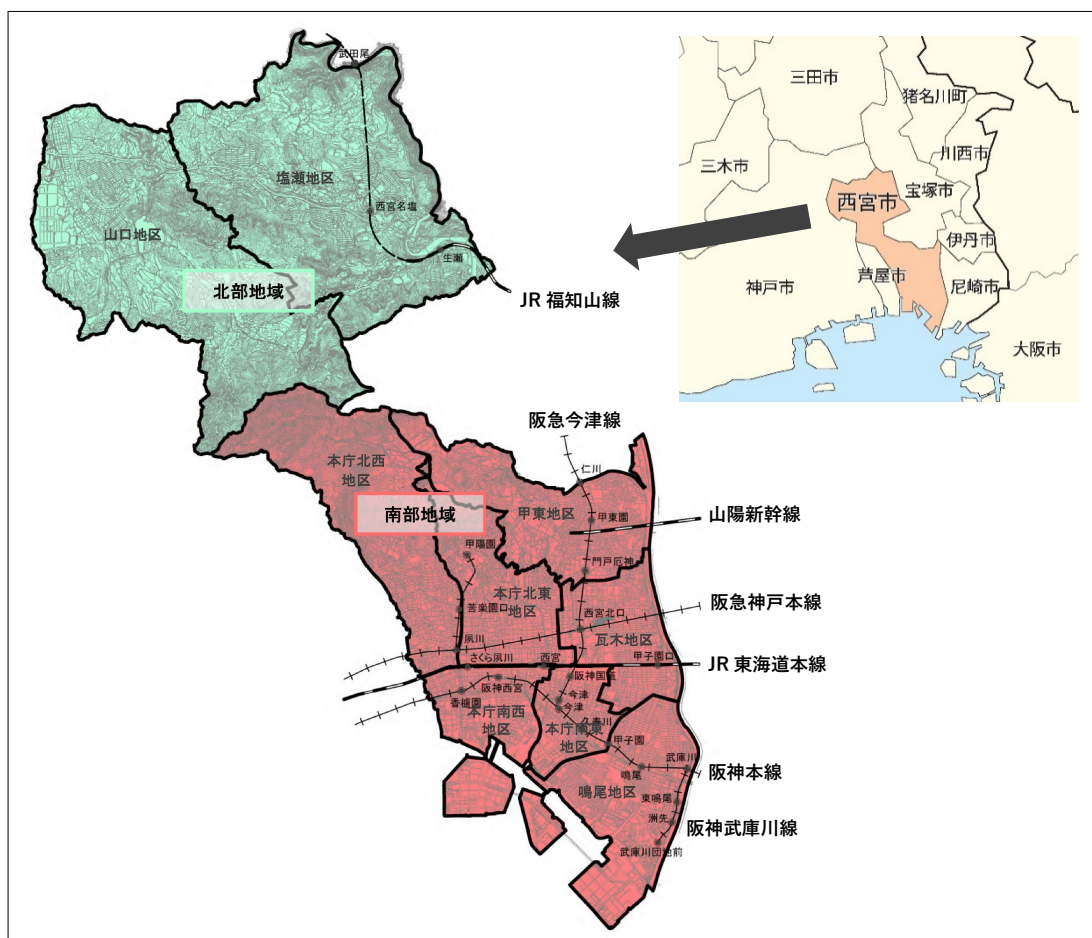 武田尾
塩瀬地区
西宮名塩
山口地区
生瀬
北部地域
JR 福知山線
三田市
猪名川町
川西市
三木市
宝塚市
西宮市
伊丹市
芦屋市
神戸市
尼崎市
大阪市
阪急今津線
本庁北西
地区
仁川
南部地域
甲東地区
甲東園
山陽新幹線
甲陽園
門戸厄神
本庁北東
地区
苦楽園口
西宮北口
阪急神戸本線
瓦木地区
夙川
さくら夙川
西宮
甲子園口
JR 東海道本線
阪神西宮
阪神国道
香櫨園
今津
今津
本庁南西
地区
久寿川
本庁南東
地区
甲子園
武庫川
阪神本線
鳴尾
鳴尾地区
東鳴尾
洲先
阪神武庫川線
武庫川団地前